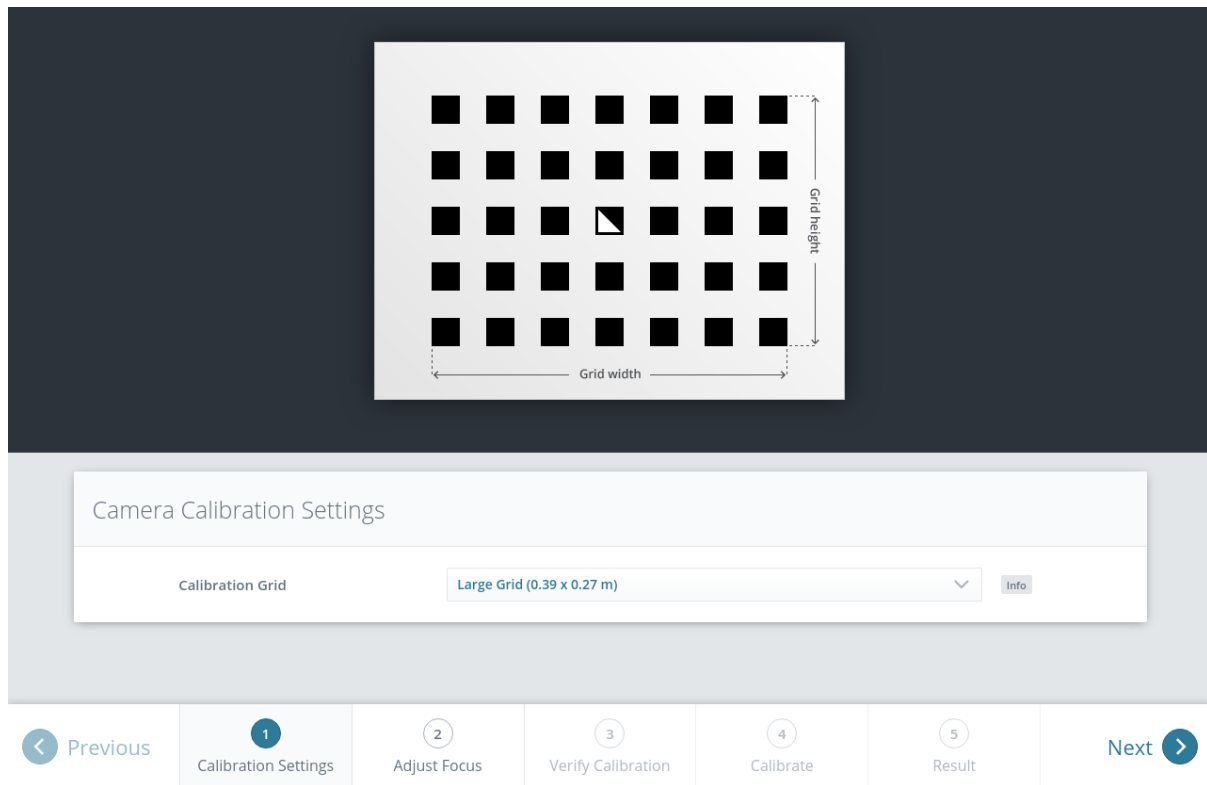 Grid height
Grid width
Camera Calibration Settings
Calibration Grid
Large Grid (0.39 x 0.27 m)
Info
Previous
1
Calibration Settings
2
Adjust Focus
3
Verify Calibration
4
Calibrate
5
Result
Next